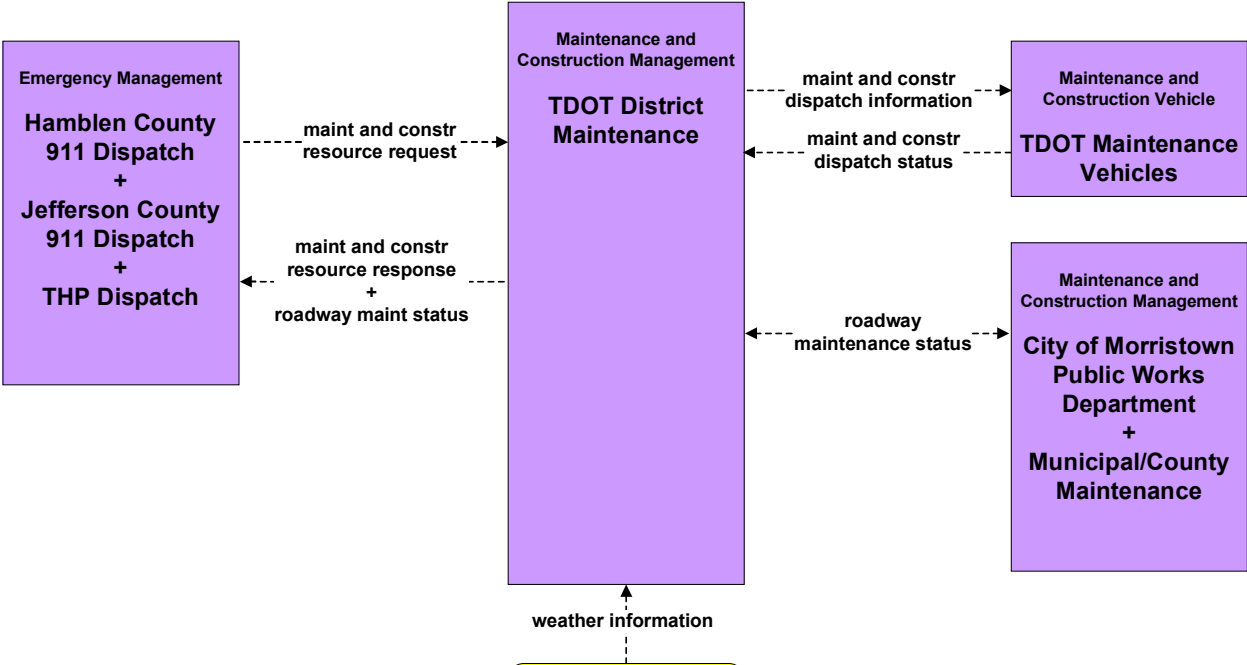 Emergency Management
Hamblen County
911 Dispatch
+
Jefferson County
911 Dispatch
+
THP Dispatch
maint and constr
resource request
maint and constr
resource response
+
roadway maint status
Maintenance and
Construction Management
TDOT District
Maintenance
maint and constr
dispatch information
maint and constr
dispatch status
Maintenance and
Construction Vehicle
TDOT Maintenance
Vehicles
roadway
maintenance status
Maintenance and
Construction Management
City of Morristown
Public Works
Department
+
Municipal/County
Maintenance
weather information